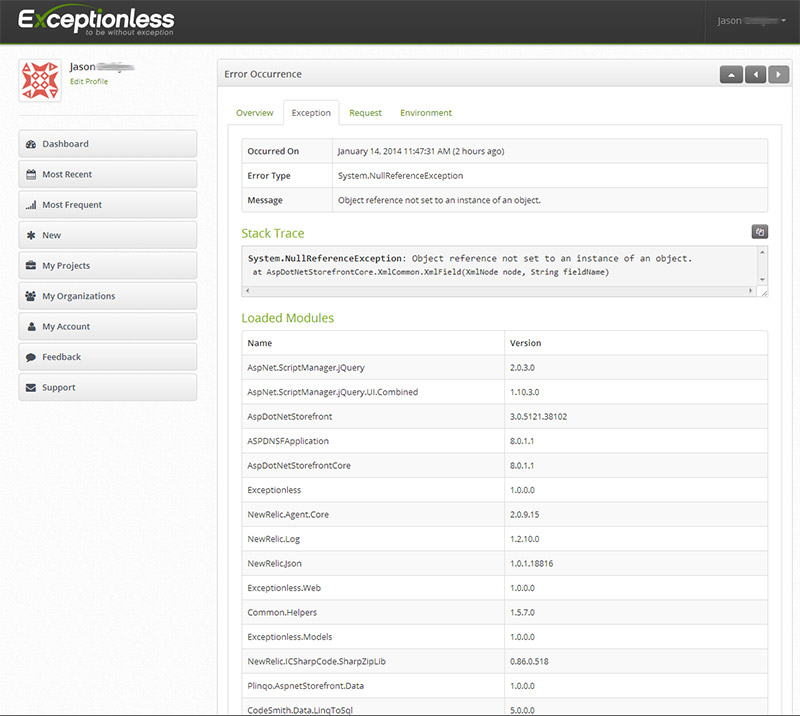 Exceptionless
to be without exception
Jason
Jason
Edit Profile
Dashboard
Most Recent
Most Frequent
New
My Projects
My Organizations
My Account
Feedback
Support
Error Occurrence
Overview Exception Request Environment
Occurred On January 14, 2014 11:47:31 AM (2 hours ago)
Error Type System.NullReferenceException
Message Object reference not set to an instance of an object.
Stack Trace
System.NullReferenceException: Object reference not set to an instance of an object.
at AspDotNetStorefrontCore.XmlCommon.XmlField(XmlNode node, String fieldName)
Loaded Modules
Name Version
AspNet.ScriptManager.jQuery 2.0.3.0
AspNet.ScriptManager.jQuery.UI.Combined 1.10.3.0
AspDotNetStorefront 3.0.5121.38102
ASPDNSFApplication 8.0.1.1
AspDotNetStorefrontCore 8.0.1.1
Exceptionless 1.0.0.0
NewRelic.Agent.Core 2.0.9.15
NewRelic.Log 1.2.10.0
NewRelic.Json 1.0.1.18816
Exceptionless.Web 1.0.0.0
Common.Helpers 1.5.7.0
Exceptionless.Models 1.0.0.0
NewRelic.ICSharpCode.SharpZipLib 0.86.0.518
Plinqo.AspnetStorefront.Data 1.0.0.0
CodeSmith.Data.LinqToSql 5.0.0.0